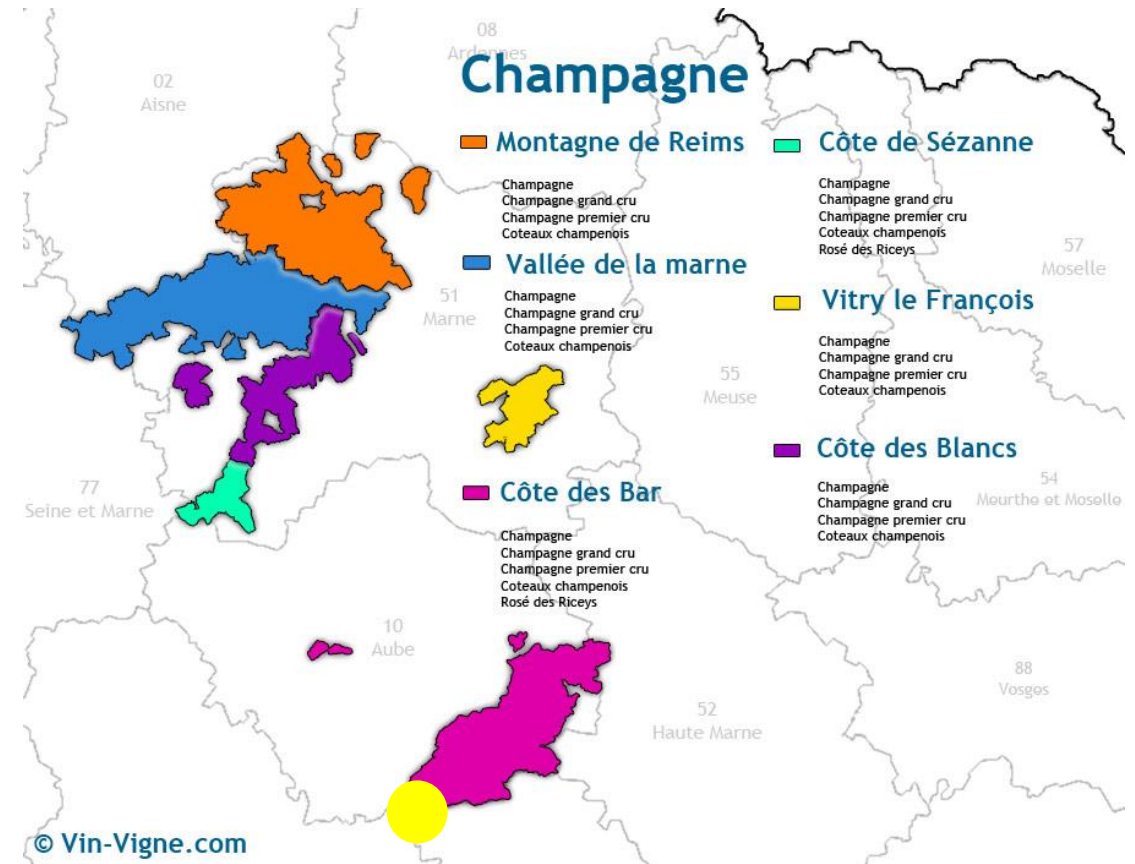 08
Ardennes
Champagne
02
Aisne
Montagne de Reims
Champagne
Champagne grand cru
Champagne premier cru
Coteaux champenois
Côte de Sézanne
Champagne
Champagne grand cru
Champagne premier cru
Coteaux champenois
Rosé des Riceys
57
Moselle
Vallée de la marne
Champagne
Champagne grand cru
Champagne premier cru
Coteaux champenois
51
Marne
Vitry le François
Champagne
Champagne grand cru
Champagne premier cru
Coteaux champenois
55
Meuse
Côte des Blancs
Champagne
Champagne grand cru
Champagne premier cru
Coteaux champenois
54
Meurthe et Moselle
77
Seine et Marne
Côte des Bar
Champagne
Champagne grand cru
Champagne premier cru
Coteaux champenois
Rosé des Riceys
10
Aube
88
Vosges
52
Haute Marne
© Vin-Vigne.com